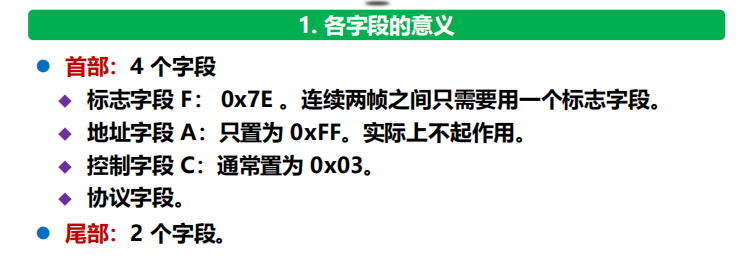 1. 各字段的意义
首部：4 个字段
标志字段 F： 0x7E 。连续两帧之间只需要用一个标志字段。
地址字段 A：只置为 0xFF。实际上不起作用。
控制字段 C：通常置为 0x03。
协议字段。
尾部：2 个字段。